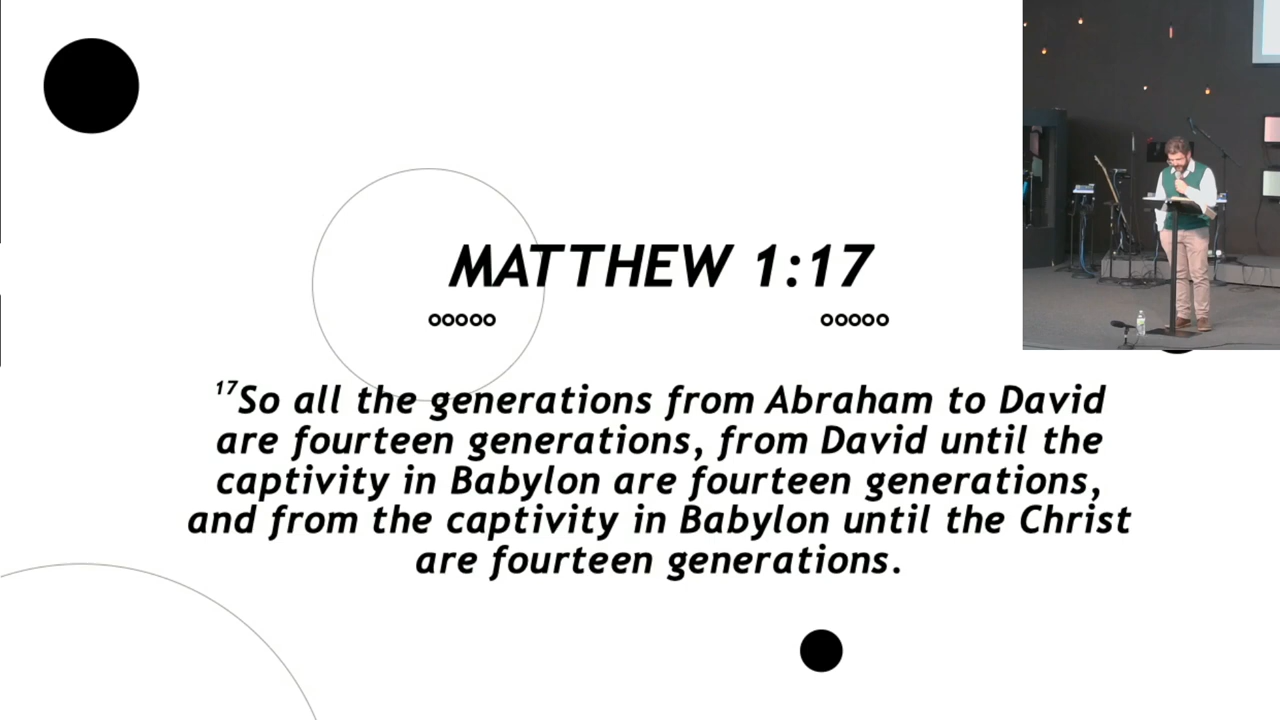 MATTHEW 1:17
17So all the generations from Abraham to David
are fourteen generations, from David until the
captivity in Babylon are fourteen generations,
and from the captivity in Babylon until the Christ
are fourteen generations.